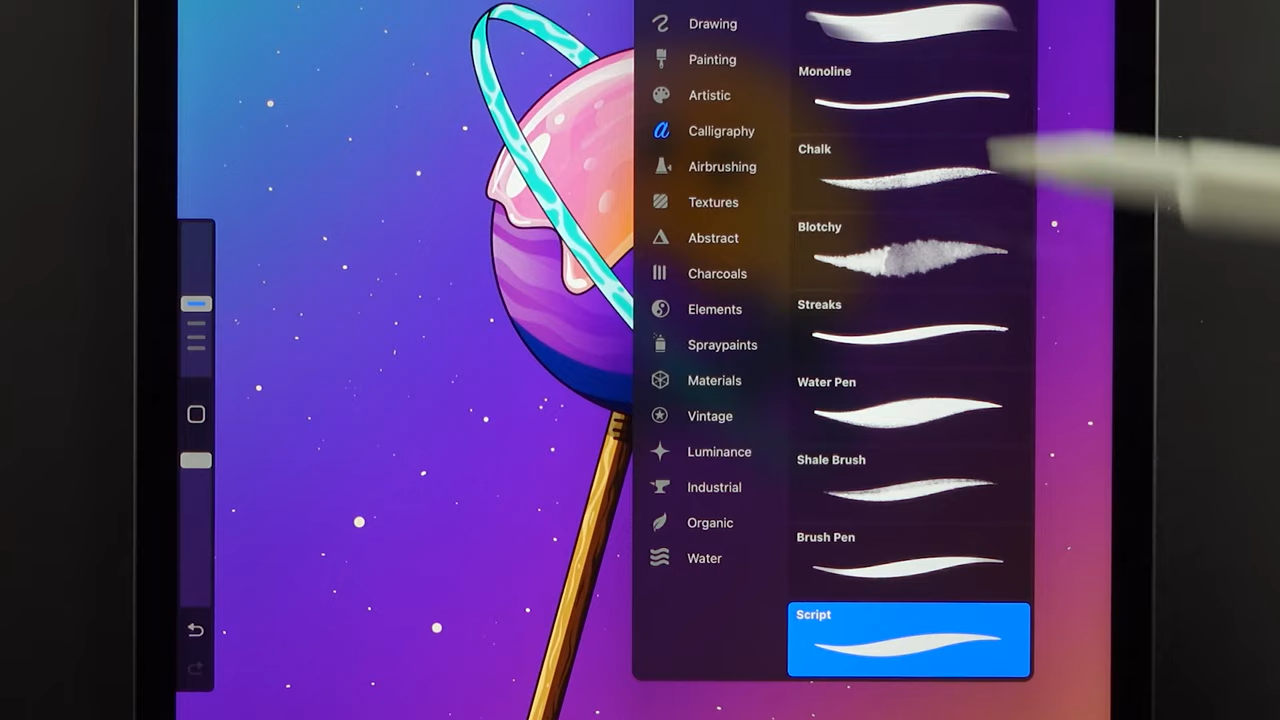 Drawing
Painting
Artistic
Calligraphy
Airbrushing
Textures
Abstract
Charcoals
Elements
Spraypaints
Materials
Vintage
Luminance
Industrial
Organic
Water
Monoline
Chalk
Blotchy
Streaks
Water Pen
Shale Brush
Brush Pen
Script